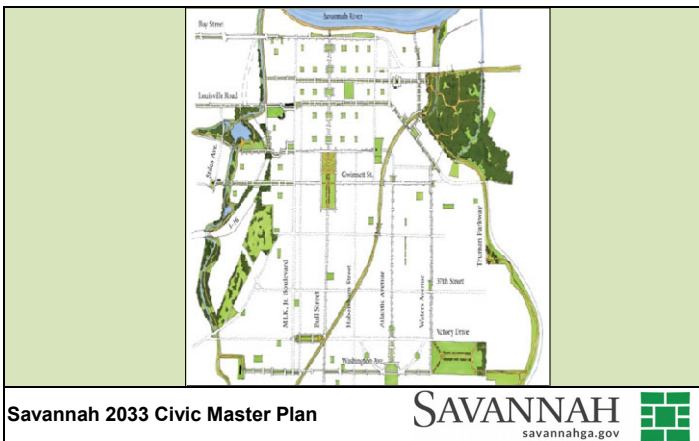 Savannah River
Bay Street
Louisville Road
Stiles Ave.
Gwinnett St.
I-16
MLK, Jr. Boulevard
Bull Street
Habersham Street
Atlantic Avenue
Waters Avenue
Truman Parkway
37th Street
Victory Drive
Washington Ave.
Savannah 2033 Civic Master Plan
SAVANNAH
savannahga.gov